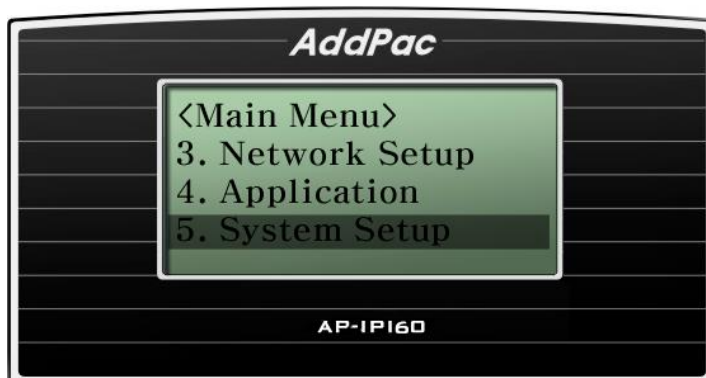 AddPac
<Main Menu>
3. Network Setup
4. Application
5. System Setup
AP-IP160